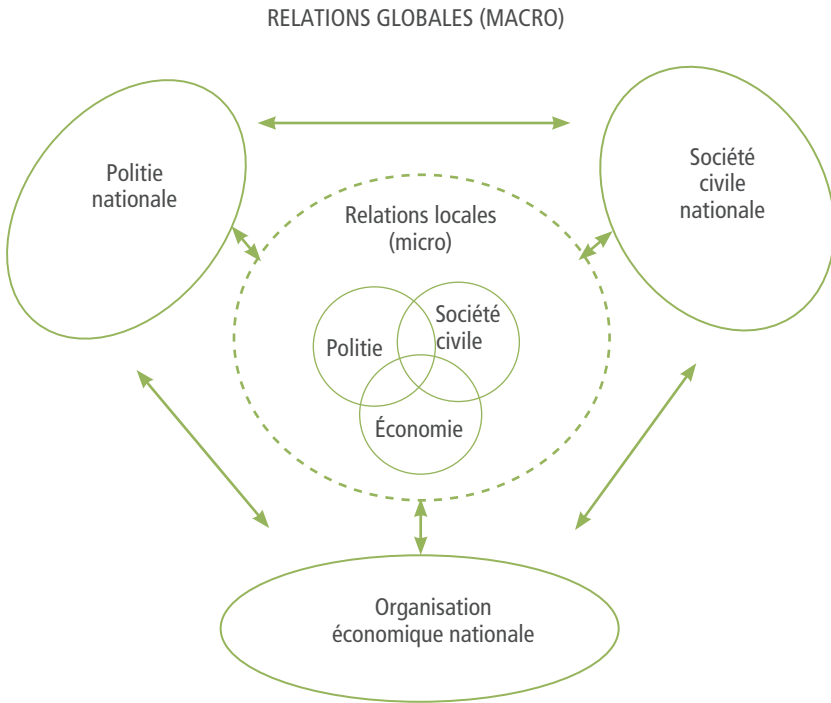 RELATIONS GLOBALES (MACRO)
Politie
nationale
Société
civile
nationale
Relations locales
(micro)
Politie
Société
civile
Économie
Organisation
économique nationale